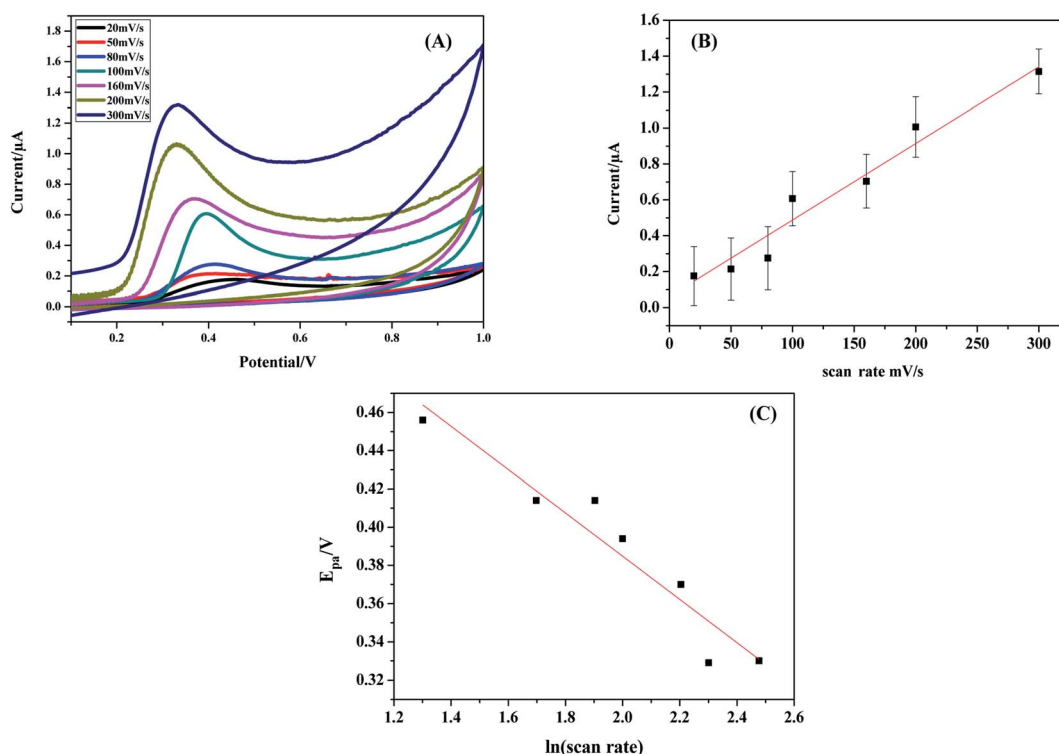 20mV/s
50mV/s
80mV/s
100mV/s
160mV/s
200mV/s
300mV/s
(A)
1.8
1.6
1.4
1.2
1.0
0.8
0.6
0.4
0.2
0.0
Current/μA
0.2 0.4 0.6 0.8 1.0
Potential/V
(B)
1.6
1.4
1.2
1.0
0.8
0.6
0.4
0.2
0.0
Current/μA
0 50 100 150 200 250 300
scan rate mV/s
(C)
0.46
0.44
0.42
0.40
0.38
0.36
0.34
0.32
Epa/V
1.2 1.4 1.6 1.8 2.0 2.2 2.4 2.6
ln(scan rate)